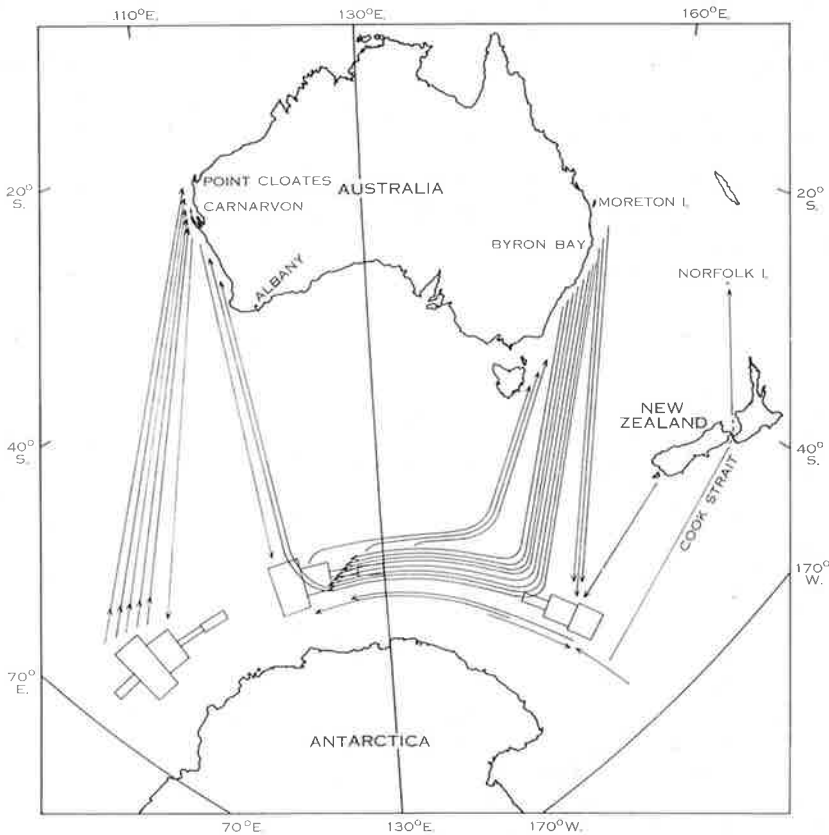 110°E.
130°E.
160°E.
20°
S.
POINT CLOATES
CARNARVON
AUSTRALIA
ALBANY
MORETON I.
BYRON BAY
20°
S.
NORFOLK I.
NEW
ZEALAND
40°
S.
40°
S.
COOK STRAIT
170°
W.
70°
E.
ANTARCTICA
70°E.
130°E.
170°W.